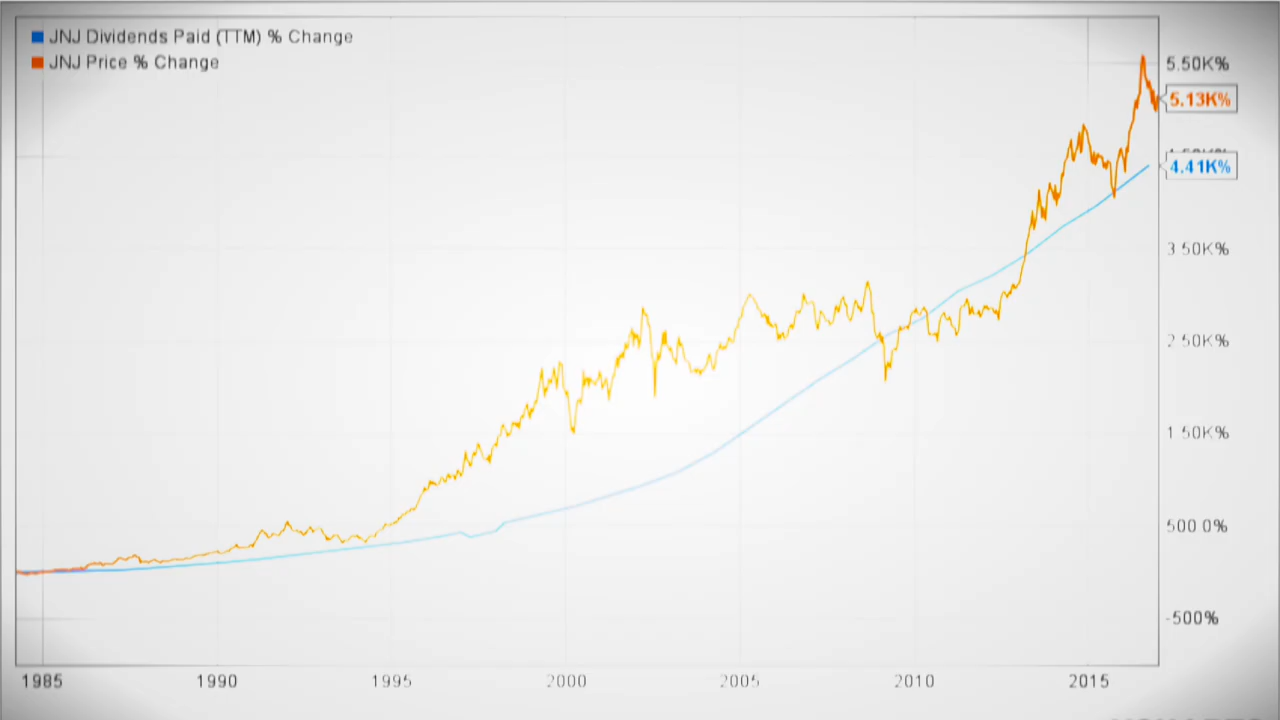 JNJ Dividends Paid (TTM) % Change
JNJ Price % Change
5.50K%
5.13K%
4.41K%
3.50K%
2.50K%
1.50K%
500.0%
-500%
1985 1990 1995 2000 2005 2010 2015